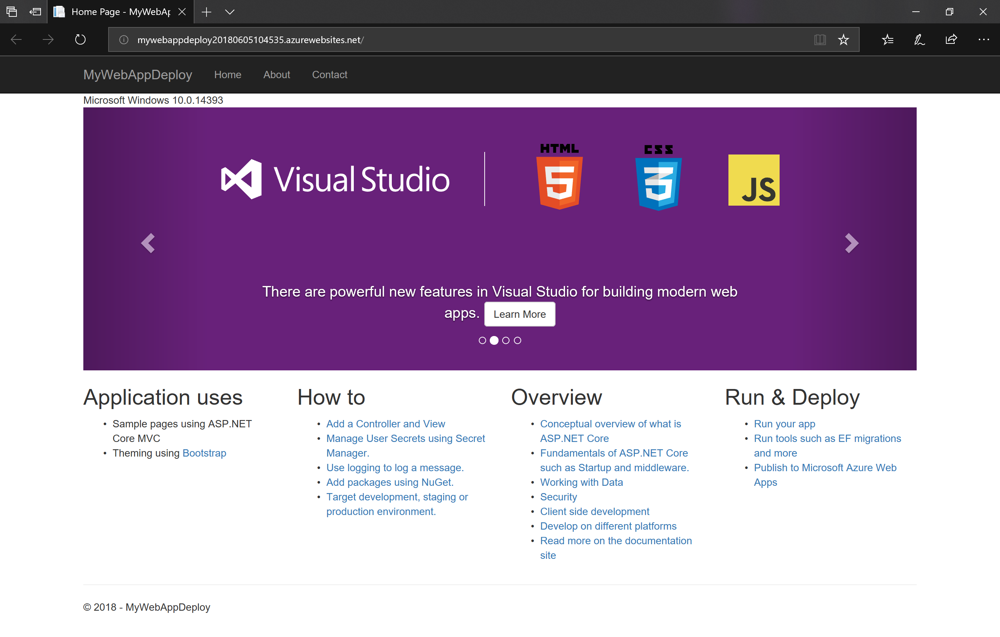 Home Page - MyWebAp
mywebappdeploy20180605104535.azurewebsites.net/
MyWebAppDeploy Home About Contact
Microsoft Windows 10.0.14393
Visual Studio
HTML
5
CSS
3
JS
There are powerful new features in Visual Studio for building modern web
apps. Learn More
Application uses
Sample pages using ASP.NET
Core MVC
Theming using Bootstrap
How to
Add a Controller and View
Manage User Secrets using Secret
Manager.
Use logging to log a message.
Add packages using NuGet.
Target development, staging or
production environment.
Overview
Conceptual overview of what is
ASP.NET Core
Fundamentals of ASP.NET Core
such as Startup and middleware.
Working with Data
Security
Client side development
Develop on different platforms
Read more on the documentation
site
Run & Deploy
Run your app
Run tools such as EF migrations
and more
Publish to Microsoft Azure Web
Apps
© 2018 - MyWebAppDeploy